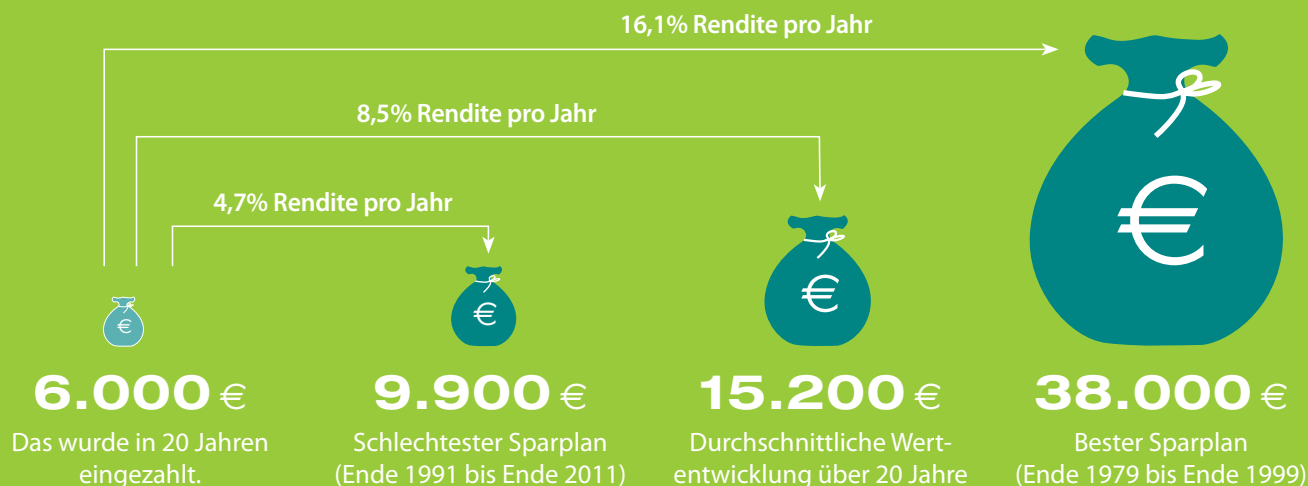 16,1% Rendite pro Jahr
8,5% Rendite pro Jahr
4,7% Rendite pro Jahr
€
€
€
€
6.000 €
Das wurde in 20 Jahren
eingezahlt.
9.900 €
Schlechtester Sparplan
(Ende 1991 bis Ende 2011)
15.200 €
Durchschnittliche Wert-
entwicklung über 20 Jahre
38.000 €
Bester Sparplan
(Ende 1979 bis Ende 1999)